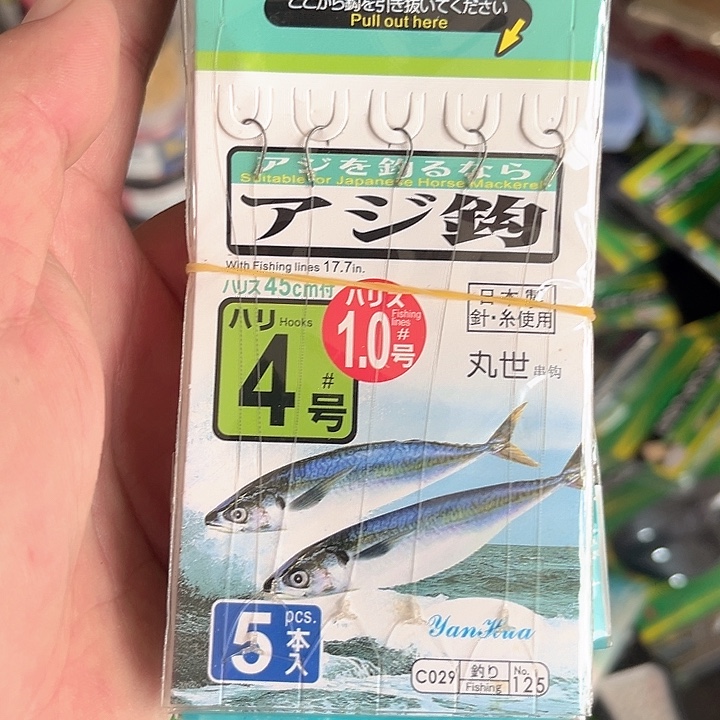 ここから鈎を引き抜いてください
Pull out here
アジを釣るなら
Suitable for Japanese Horse Mackerel
アジ鈎
With Fishing lines 17.7in.
ハリス45cm付
日本製
針・糸使用
ハリス
Fishing lines
1.0#号
ハリ Hooks
4#号
丸世 串钩
5 pcs. 本入
YanHua
C029 釣り Fishing No. 125